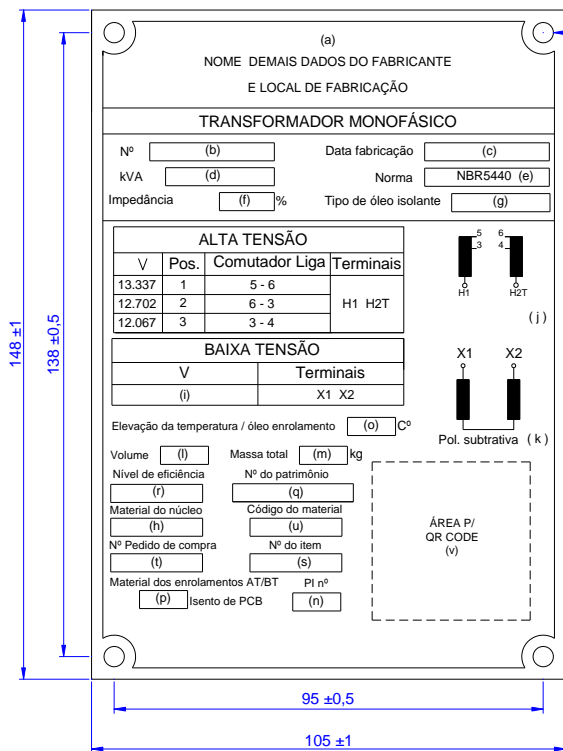 (a)
NOME DEMAIS DADOS DO FABRICANTE
E LOCAL DE FABRICAÇÃO
TRANSFORMADOR MONOFÁSICO
Nº (b) Data fabricação (c)
kVA (d) Norma NBR5440 (e)
Impedância (f) % Tipo de óleo isolante (g)
ALTA TENSÃO
V Pos. Comutador Liga Terminais
13.337 1 5 - 6
12.702 2 6 - 3 H1 H2T
12.067 3 3 - 4
5 6
3 4
H1 H2T
(j)
BAIXA TENSÃO
V Terminais
(i) X1 X2
X1 X2
Pol. subtrativa (k)
Elevação da temperatura / óleo enrolamento (o) Cº
Volume (l) Massa total (m) kg
Nível de eficiência Nº do patrimônio
(r) (q)
Material do núcleo Código do material
(h) (u)
Nº Pedido de compra Nº do item
(t) (s)
Material dos enrolamentos AT/BT PI nº
(p) Isento de PCB (n)
ÁREA P/
QR CODE
(v)
148 ±1
138 ±0,5
95 ±0,5
105 ±1